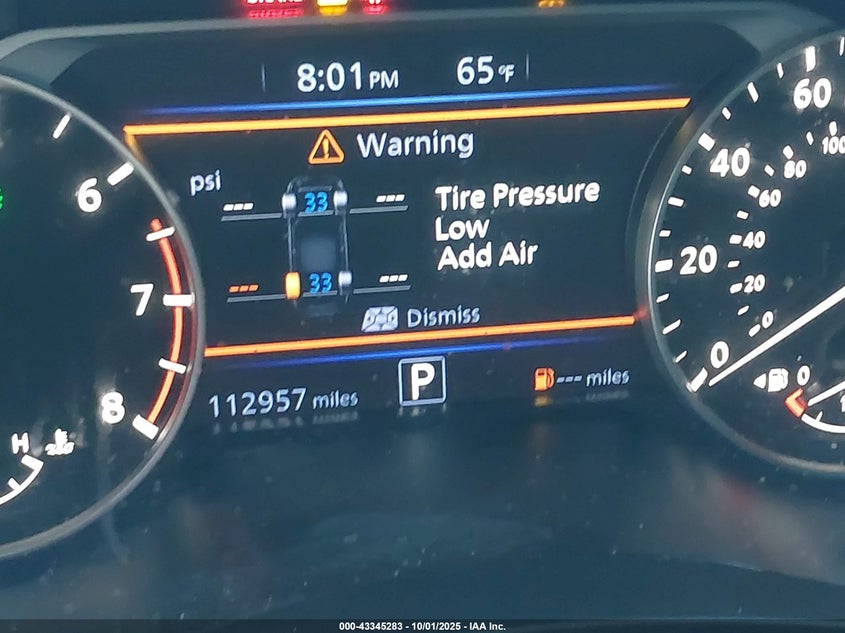 8:01 PM 65°F
Warning
psi
--- 33 ---
Tire Pressure
Low
Add Air
--- 33 ---
Dismiss
112957 miles
P
--- miles
6
7
8
H
0
20
40
60
0
20
40
60
80
100
0
000-43345283 - 10/01/2025 - IAA Inc.